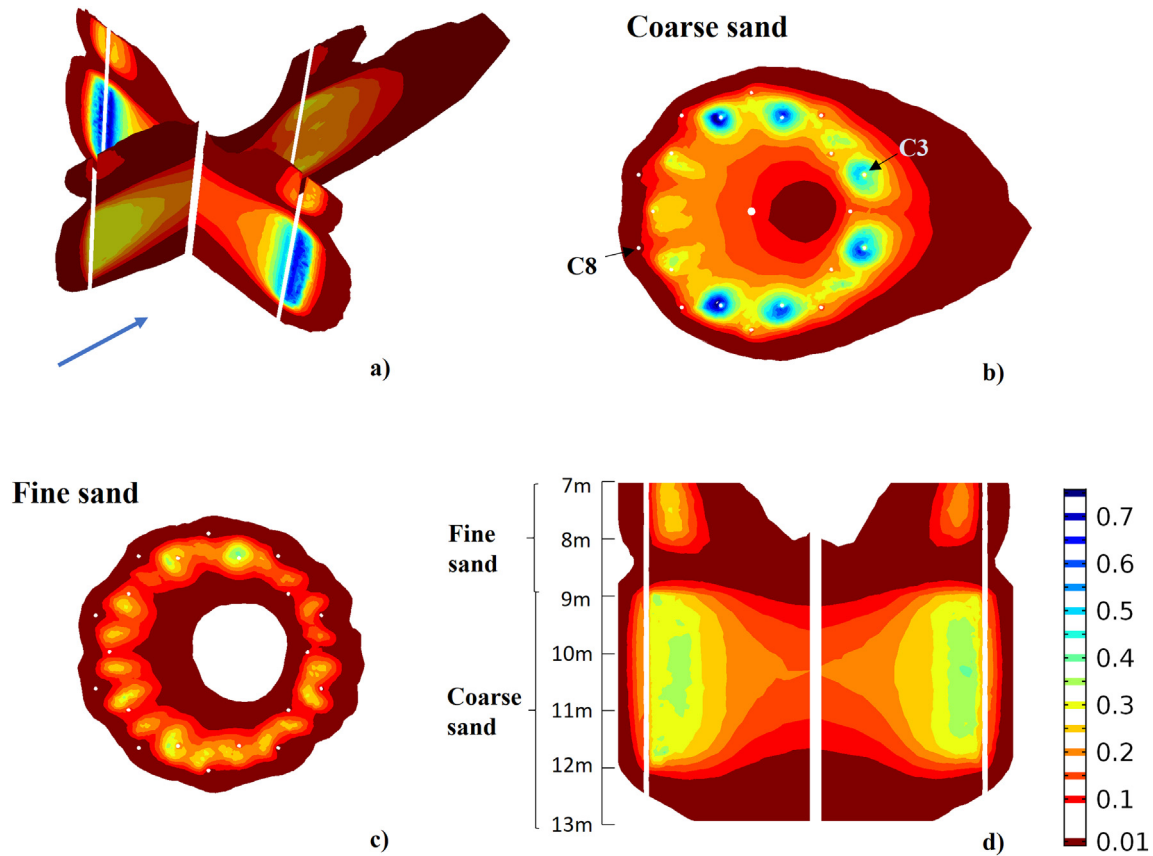 Coarse sand
C3
C8
a)
b)
Fine sand
Fine
sand
Coarse
sand
7m
8m
9m
10m
11m
12m
13m
0.7
0.6
0.5
0.4
0.3
0.2
0.1
0.01
c)
d)